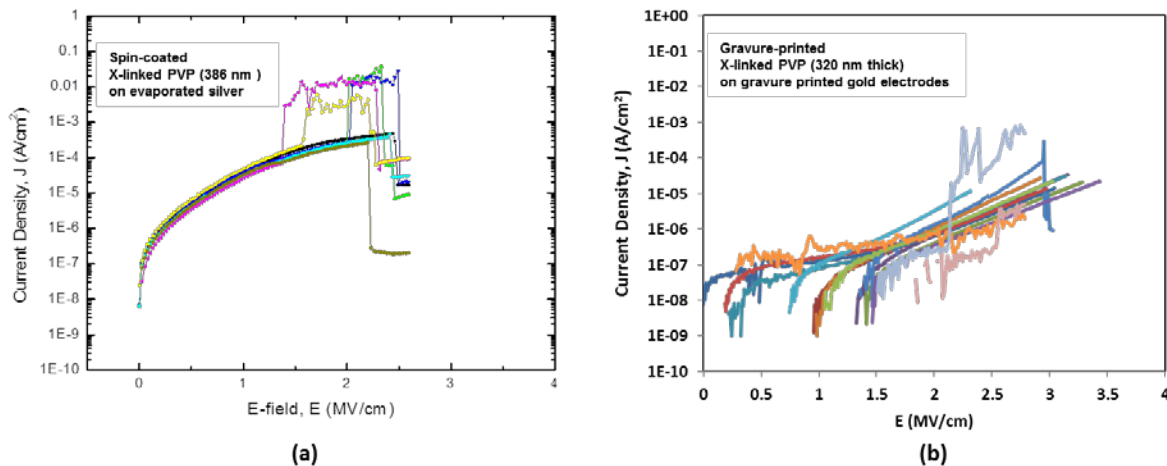 1
0.1
0.01
1E-3
1E-4
1E-5
1E-6
1E-7
1E-8
1E-9
1E-10
Current Density, J (A/cm²)
Spin-coated
X-linked PVP (386 nm )
on evaporated silver
0 1 2 3 4
E-field, E (MV/cm)
(a)
1E+00
1E-01
1E-02
1E-03
1E-04
1E-05
1E-06
1E-07
1E-08
1E-09
1E-10
Current Density, J (A/cm²)
Gravure-printed
X-linked PVP (320 nm thick)
on gravure printed gold electrodes
0 0.5 1 1.5 2 2.5 3 3.5 4
E (MV/cm)
(b)